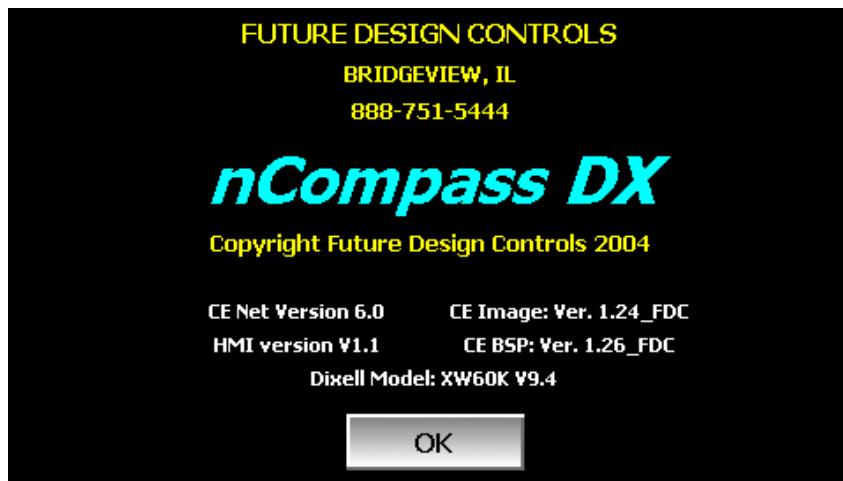 FUTURE DESIGN CONTROLS
BRIDGEVIEW, IL
888-751-5444
nCompass DX
Copyright Future Design Controls 2004
CE Net Version 6.0 CE Image: Ver. 1.24_FDC
HMI version V1.1 CE BSP: Ver. 1.26_FDC
Dixell Model: XW60K V9.4
OK